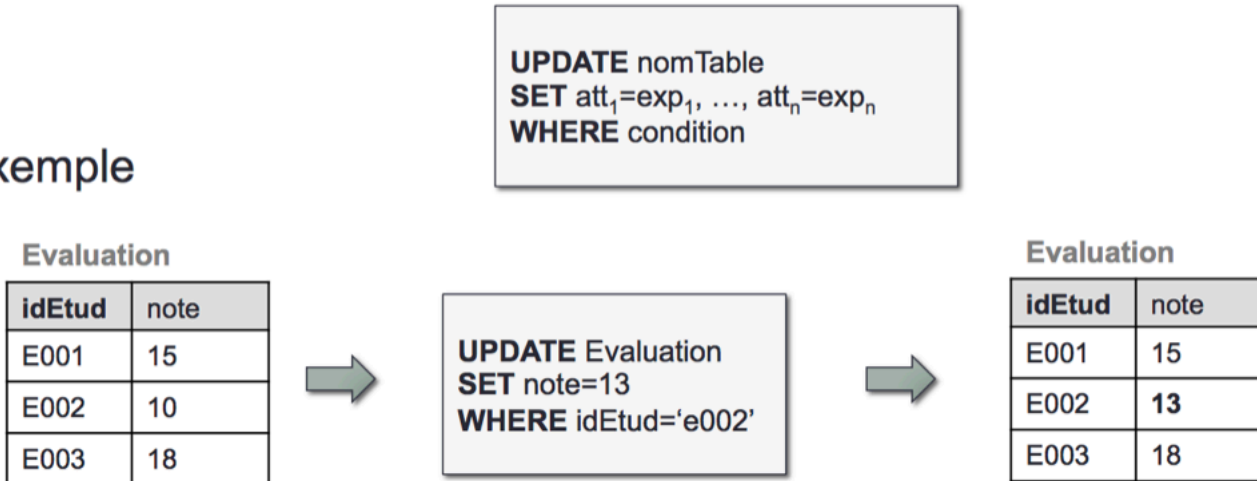 UPDATE nomTable
SET att₁=exp₁, …, attₙ=expₙ
WHERE condition
xemple
Evaluation
idEtud note
E001 15
E002 10
E003 18
UPDATE Evaluation
SET note=13
WHERE idEtud=‘e002’
Evaluation
idEtud note
E001 15
E002 13
E003 18